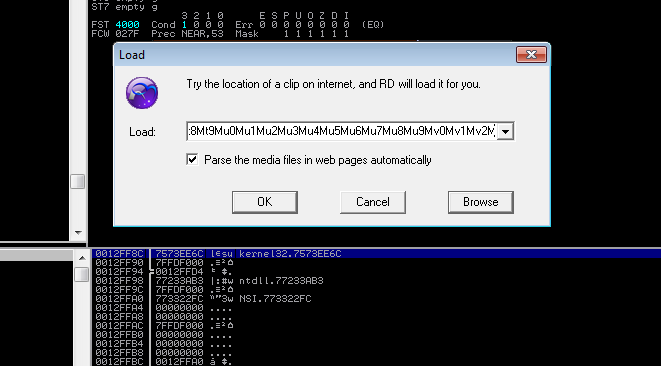 ST7 empty g
3 2 1 0 E S P U O Z D I
FST 4000 Cond 1 0 0 0 Err 0 0 0 0 0 0 0 0 (EQ)
FCW 027F Prec NEAR,53 Mask 1 1 1 1 1 1
Load
Try the location of a clip on internet, and RD will load it for you.
Load: :8Mt9Mu0Mu1Mu2Mu3Mu4Mu5Mu6Mu7Mu8Mu9Mv0Mv1Mv2M
Parse the media files in web pages automatically
OK Cancel Browse
0012FF8C 7573EE6C kernel32.7573EE6C
0012FF90 7FFDF000
0012FF94 0012FFD4
0012FF98 77233AB3 |:#w ntdll.77233AB3
0012FF9C 7FFDF000
0012FFA0 773322FC NSI.773322FC
0012FFA4 00000000 ....
0012FFA8 00000000 ....
0012FFAC 7FFDF000
0012FFB0 00000000 ....
0012FFB4 00000000 ....
0012FFB8 00000000 ....
0012FFBC 0012FFA0